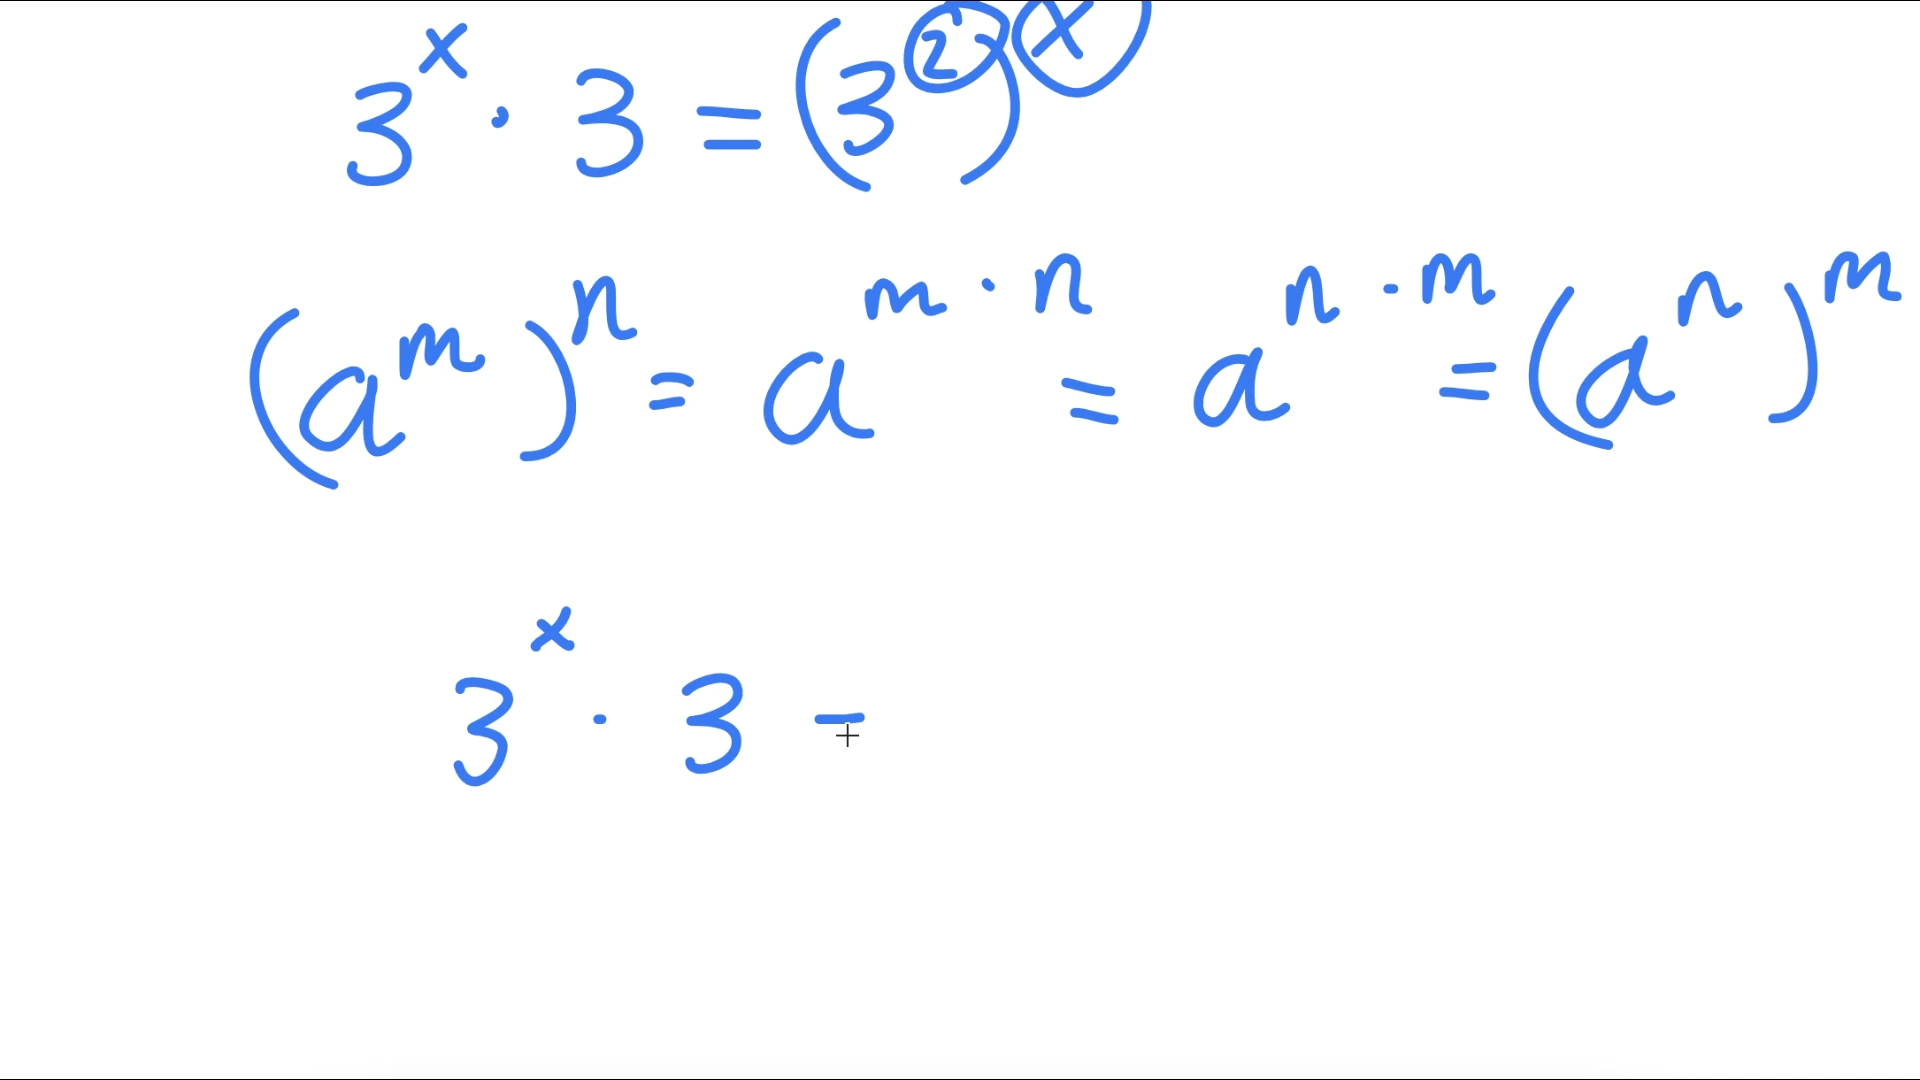 3^x · 3 = (3^2)^x
(a^m)^n = a^(m · n) = a^(n · m) = (a^n)^m
3^x · 3 -